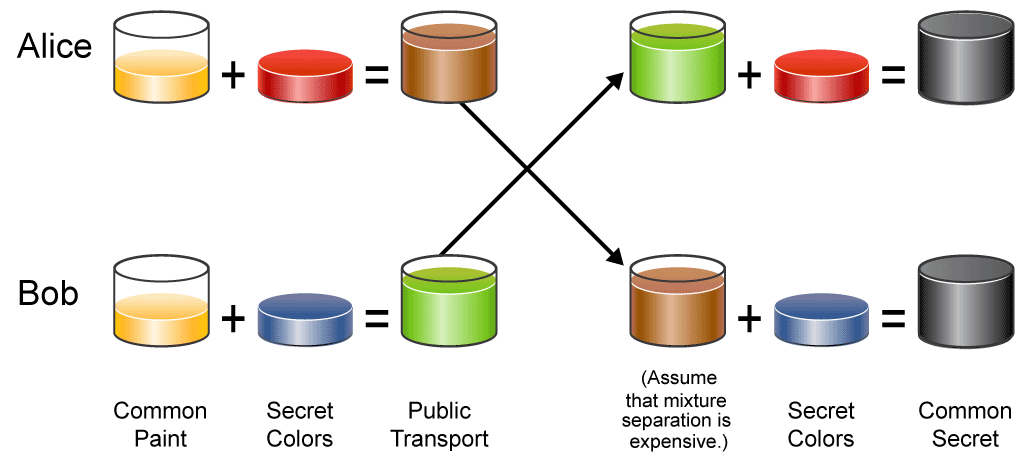 Alice
+
=
+
=
Bob
+
=
+
=
Common
Paint
Secret
Colors
Public
Transport
(Assume
that mixture
separation is
expensive.)
Secret
Colors
Common
Secret